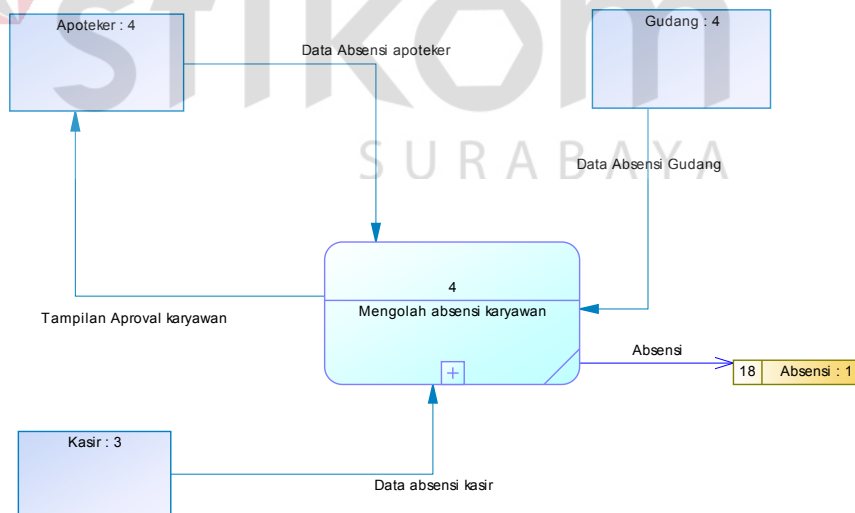 stikom
SURABAYA
Apoteker : 4
Gudang : 4
Data Absensi apoteker
Data Absensi Gudang
4
Mengolah absensi karyawan
Tampilan Aproval karyawan
Absensi
18 Absensi : 1
Kasir : 3
Data absensi kasir